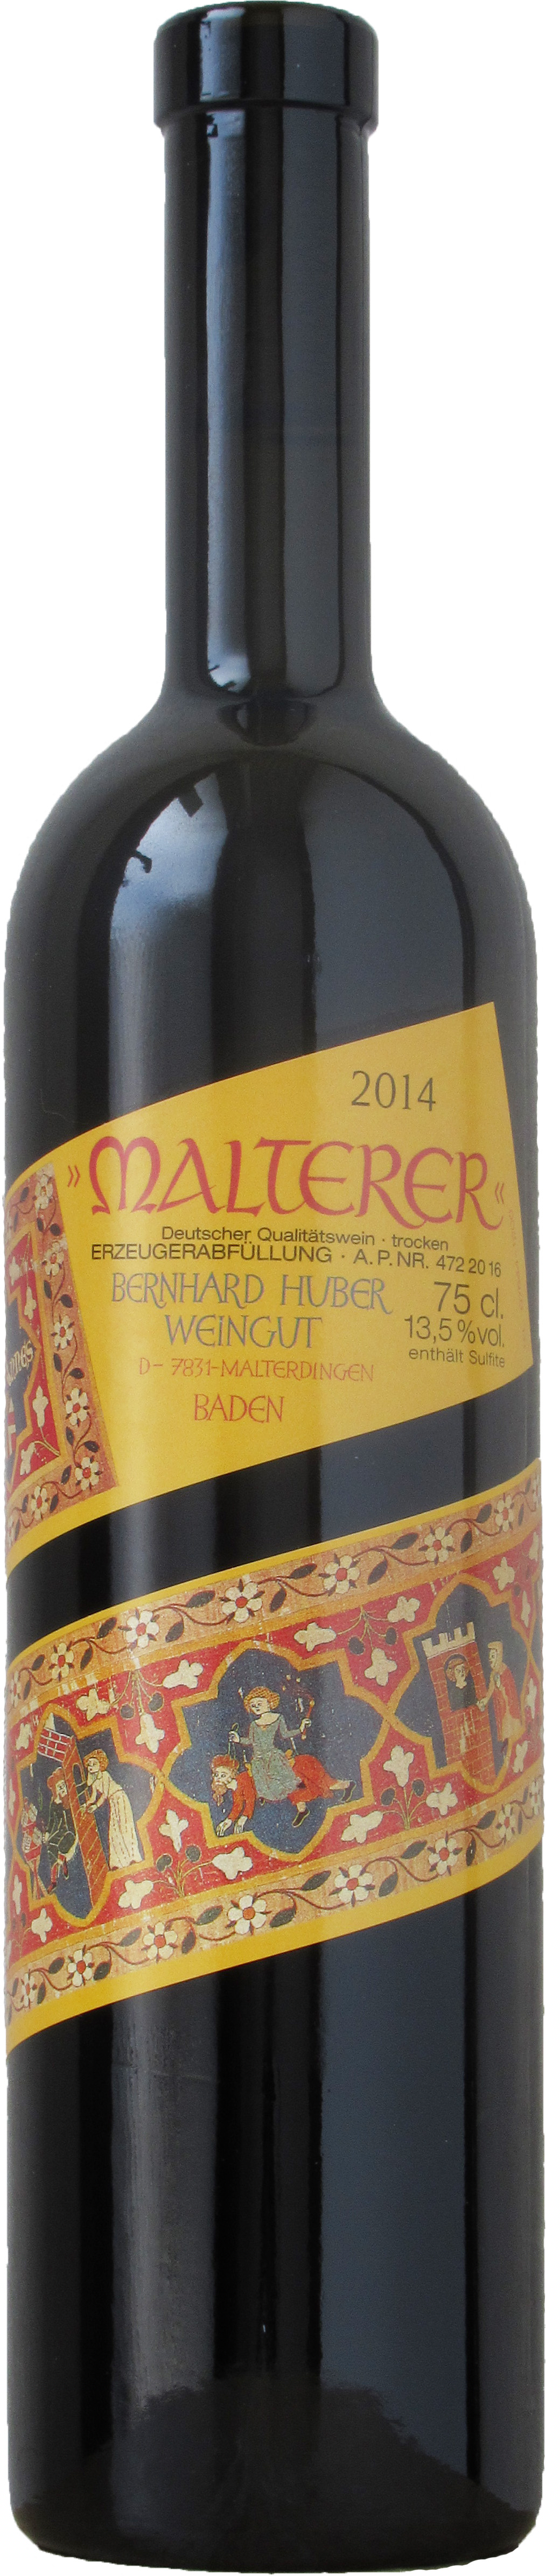 2014
»MALTERER«
Deutscher Qualitätswein · trocken
ERZEUGERABFÜLLUNG · A.P.NR. 472 20 16
BERNHARD HUBER
WEINGUT
75 cl.
13,5 %vol.
enthält Sulfite
D-7831-MALTERDINGEN
BADEN